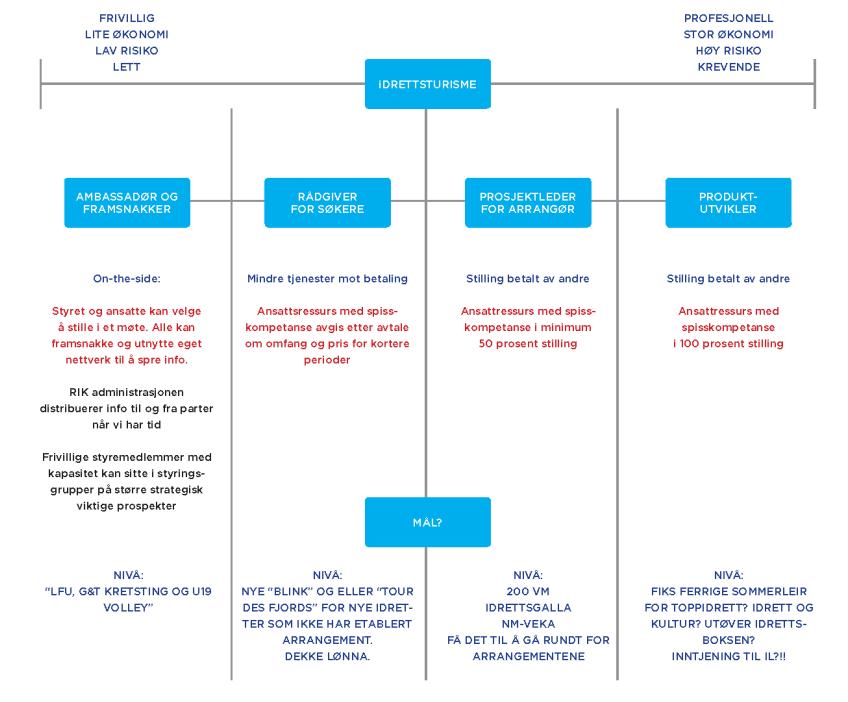 FRIVILLIG
LITE ØKONOMI
LAV RISIKO
LETT
PROFESJONELL
STOR ØKONOMI
HØY RISIKO
KREVENDE
IDRETTSTURISME
AMBASSADØR OG
FRAMSNAKKER
RÅDGIVER
FOR SØKERE
PROSJEKTLEDER
FOR ARRANGØR
PRODUKT-
UTVIKLER
On-the-side:
Styret og ansatte kan velge
å stille i et møte. Alle kan
framsnakke og utnytte eget
nettverk til å spre info.
RIK administrasjonen
distribuerer info til og fra parter
når vi har tid
Frivillige styremedlemmer med
kapasitet kan sitte i styrings-
grupper på større strategisk
viktige prospekter
Mindre tjenester mot betaling
Ansattsressurs med spiss-
kompetanse avgis etter avtale
om omfang og pris for kortere
perioder
Stilling betalt av andre
Ansattressurs med spiss-
kompetanse i minimum
50 prosent stilling
Stilling betalt av andre
Ansattressurs med
spisskompetanse
i 100 prosent stilling
MÅL?
NIVÅ:
"LFU, G&T KRETSTING OG U19
VOLLEY"
NIVÅ:
NYE "BLINK" OG ELLER "TOUR
DES FJORDS" FOR NYE IDRET-
TER SOM IKKE HAR ETABLERT
ARRANGEMENT.
DEKKE LØNNA.
NIVÅ:
200 VM
IDRETTSGALLA
NM-VEKA
FÅ DET TIL Å GÅ RUNDT FOR
ARRANGEMENTENE
NIVÅ:
FIKS FERRIGE SOMMERLEIR
FOR TOPPIDRETT? IDRETT OG
KULTUR? UTØVER IDRETTS-
BOKSEN?
INNTJENING TIL IL?!!